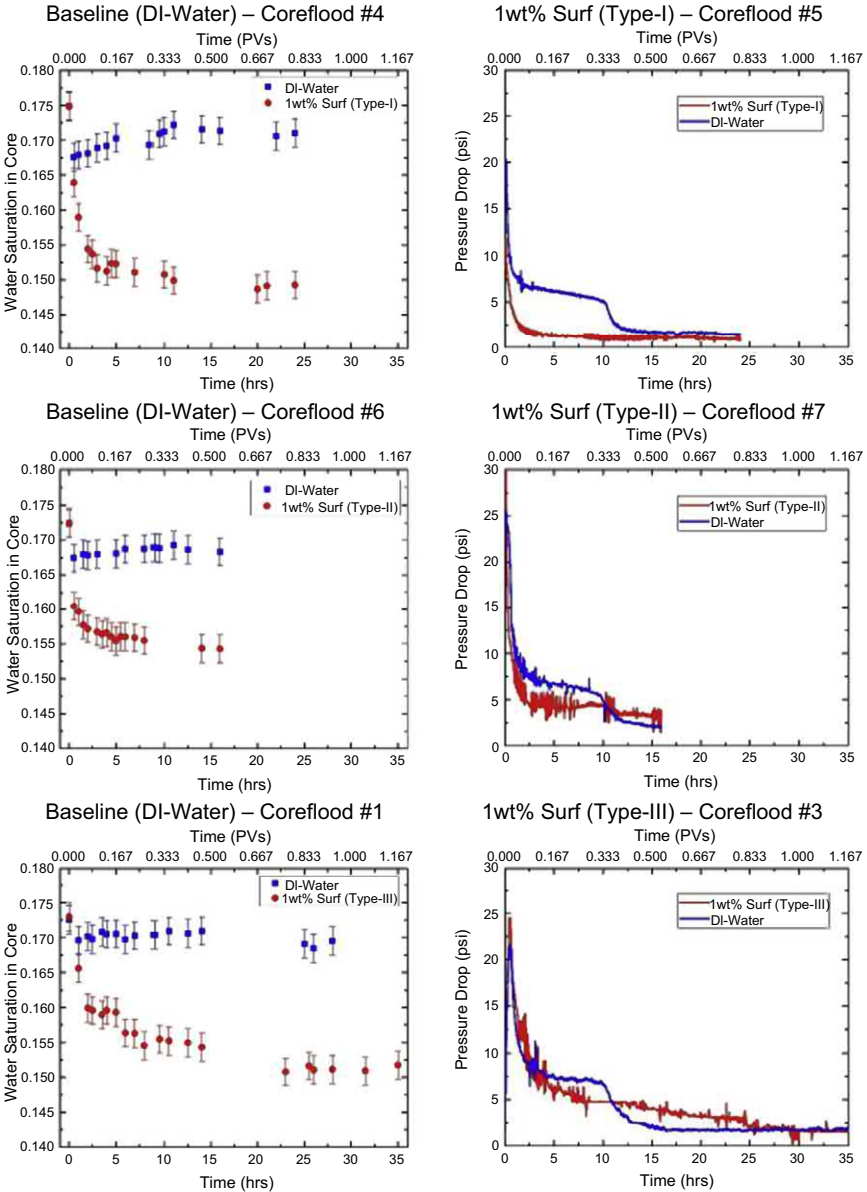 Baseline (DI-Water) – Coreflood #4
Time (PVs)
0.000 0.167 0.333 0.500 0.667 0.833 1.000 1.167
0.180
0.175
0.170
0.165
0.160
0.155
0.150
0.145
0.140
Water Saturation in Core
DI-Water
1wt% Surf (Type-I)
0 5 10 15 20 25 30 35
Time (hrs)
1wt% Surf (Type-I) – Coreflood #5
Time (PVs)
0.000 0.167 0.333 0.500 0.667 0.833 1.000 1.167
30
25
20
15
10
5
0
Pressure Drop (psi)
1wt% Surf (Type-I)
DI-Water
0 5 10 15 20 25 30 35
Time (hrs)
Baseline (DI-Water) – Coreflood #6
Time (PVs)
0.000 0.167 0.333 0.500 0.667 0.833 1.000 1.167
0.180
0.175
0.170
0.165
0.160
0.155
0.150
0.145
0.140
Water Saturation in Core
DI-Water
1wt% Surf (Type-II)
0 5 10 15 20 25 30 35
Time (hrs)
1wt% Surf (Type-II) – Coreflood #7
Time (PVs)
0.000 0.167 0.333 0.500 0.667 0.833 1.000 1.167
30
25
20
15
10
5
0
Pressure Drop (psi)
1wt% Surf (Type-II)
DI-Water
0 5 10 15 20 25 30 35
Time (hrs)
Baseline (DI-Water) – Coreflood #1
Time (PVs)
0.000 0.167 0.333 0.500 0.667 0.833 1.000 1.167
0.180
0.175
0.170
0.165
0.160
0.155
0.150
0.145
0.140
Water Saturation in Core
DI-Water
1wt% Surf (Type-III)
0 5 10 15 20 25 30 35
Time (hrs)
1wt% Surf (Type-III) – Coreflood #3
Time (PVs)
0.000 0.167 0.333 0.500 0.667 0.833 1.000 1.167
30
25
20
15
10
5
0
Pressure Drop (psi)
1wt% Surf (Type-III)
DI-Water
0 5 10 15 20 25 30 35
Time (hrs)